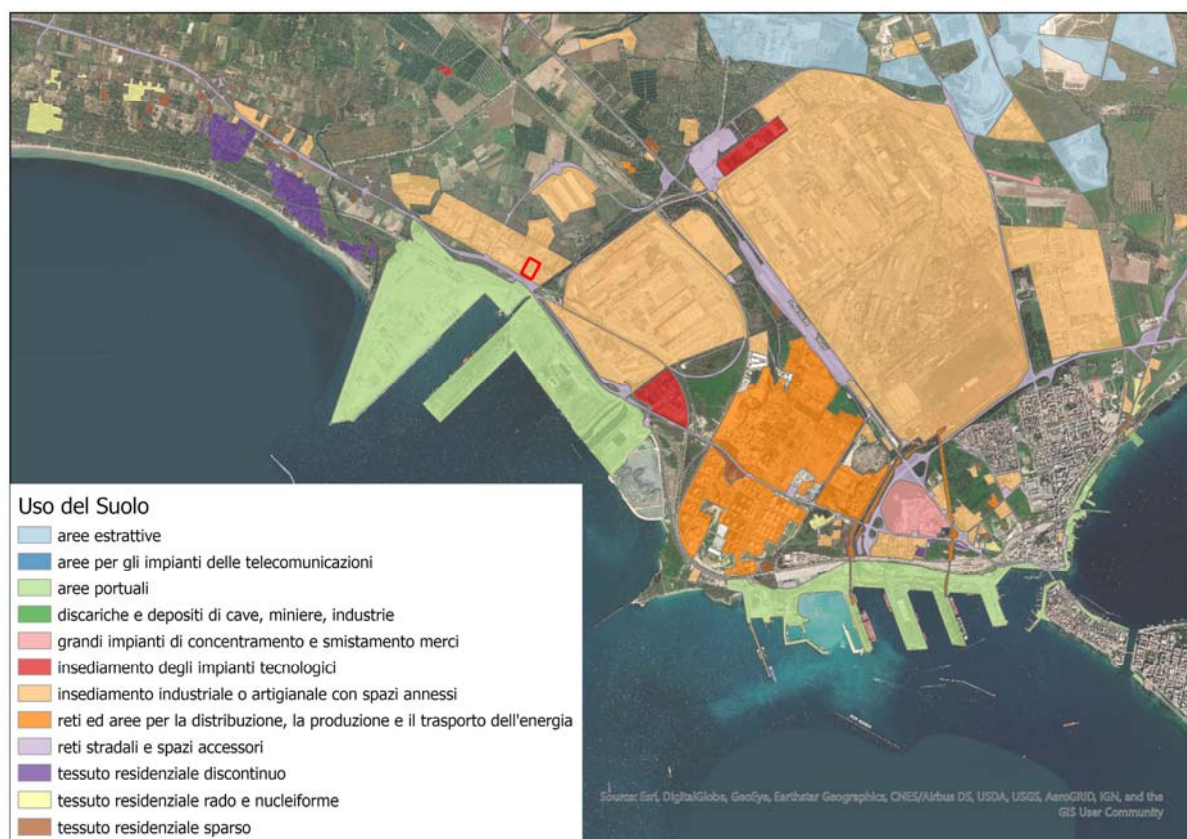 Uso del Suolo
aree estrattive
aree per gli impianti delle telecomunicazioni
aree portuali
discariche e depositi di cave, miniere, industrie
grandi impianti di concentramento e smistamento merci
insediamento degli impianti tecnologici
insediamento industriale o artigianale con spazi annessi
reti ed aree per la distribuzione, la produzione e il trasporto dell'energia
reti stradali e spazi accessori
tessuto residenziale discontinuo
tessuto residenziale rado e nucleiforme
tessuto residenziale sparso
Source: Esri, DigitalGlobe, GeoEye, Earthstar Geographics, CNES/Airbus DS, USDA, USGS, AeroGRID, IGN, and the
GIS User Community